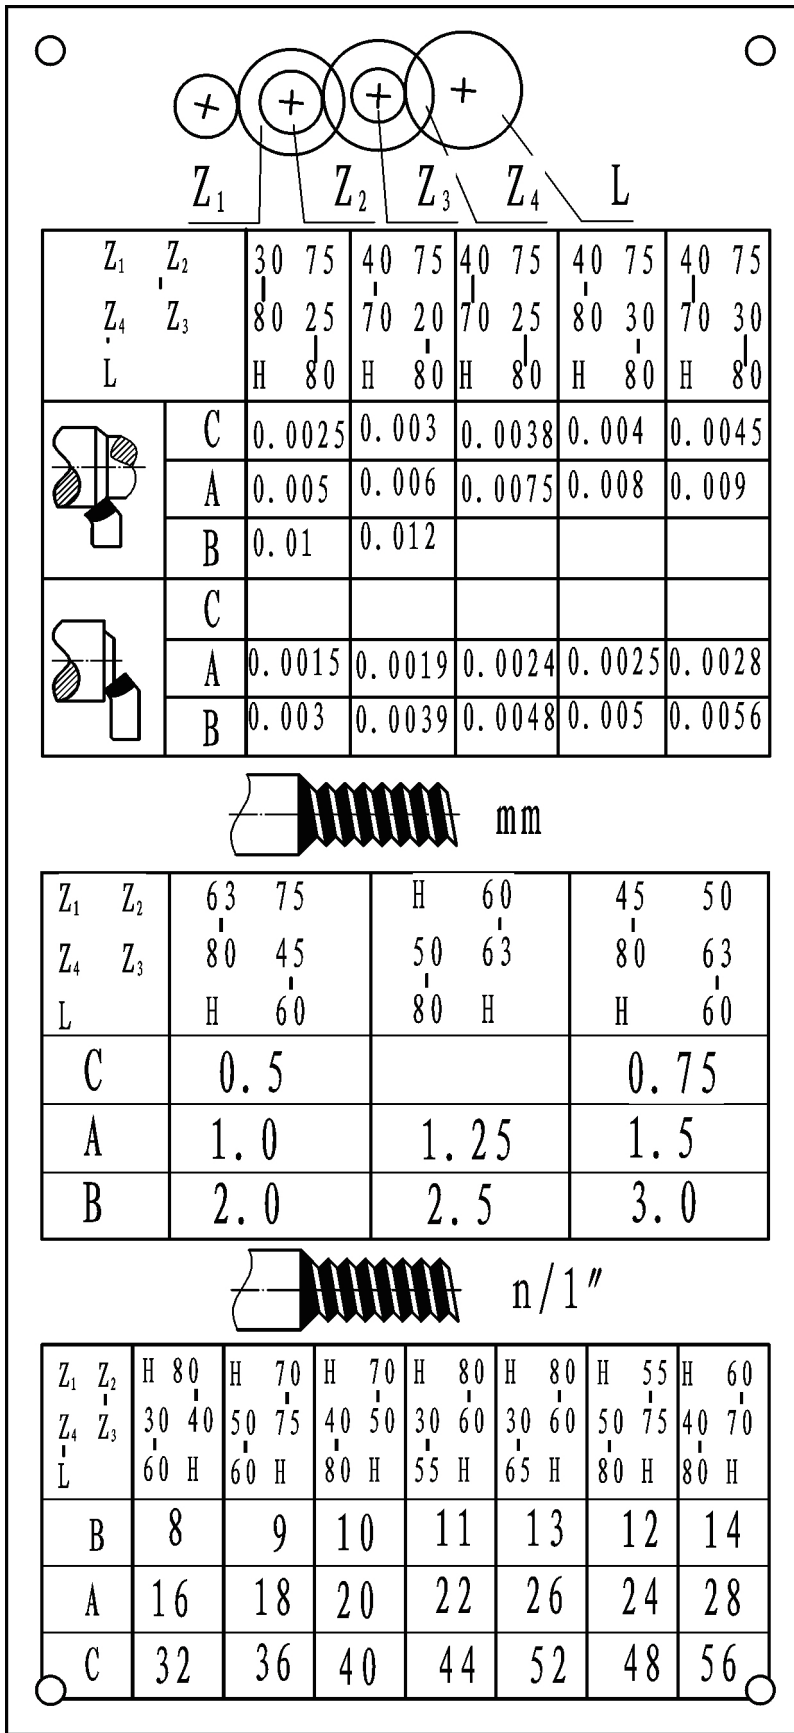 Z₁ Z₂ Z₃ Z₄ L
Z₁ Z₂ 30 75 40 75 40 75 40 75 40 75
Z₄ Z₃ 80 25 70 20 70 25 80 30 70 30
L H 80 H 80 H 80 H 80 H 80
C 0.0025 0.003 0.0038 0.004 0.0045
A 0.005 0.006 0.0075 0.008 0.009
B 0.01 0.012
C
A 0.0015 0.0019 0.0024 0.0025 0.0028
B 0.003 0.0039 0.0048 0.005 0.0056
mm
Z₁ Z₂ 63 75 H 60 45 50
Z₄ Z₃ 80 45 50 63 80 63
L H 60 80 H H 60
C 0.5 0.75
A 1.0 1.25 1.5
B 2.0 2.5 3.0
n/1″
Z₁ Z₂ H 80 H 70 H 70 H 80 H 80 H 55 H 60
Z₄ Z₃ 30 40 50 75 40 50 30 60 30 60 50 75 40 70
L 60 H 60 H 80 H 55 H 65 H 80 H 80 H
B 8 9 10 11 13 12 14
A 16 18 20 22 26 24 28
C 32 36 40 44 52 48 56